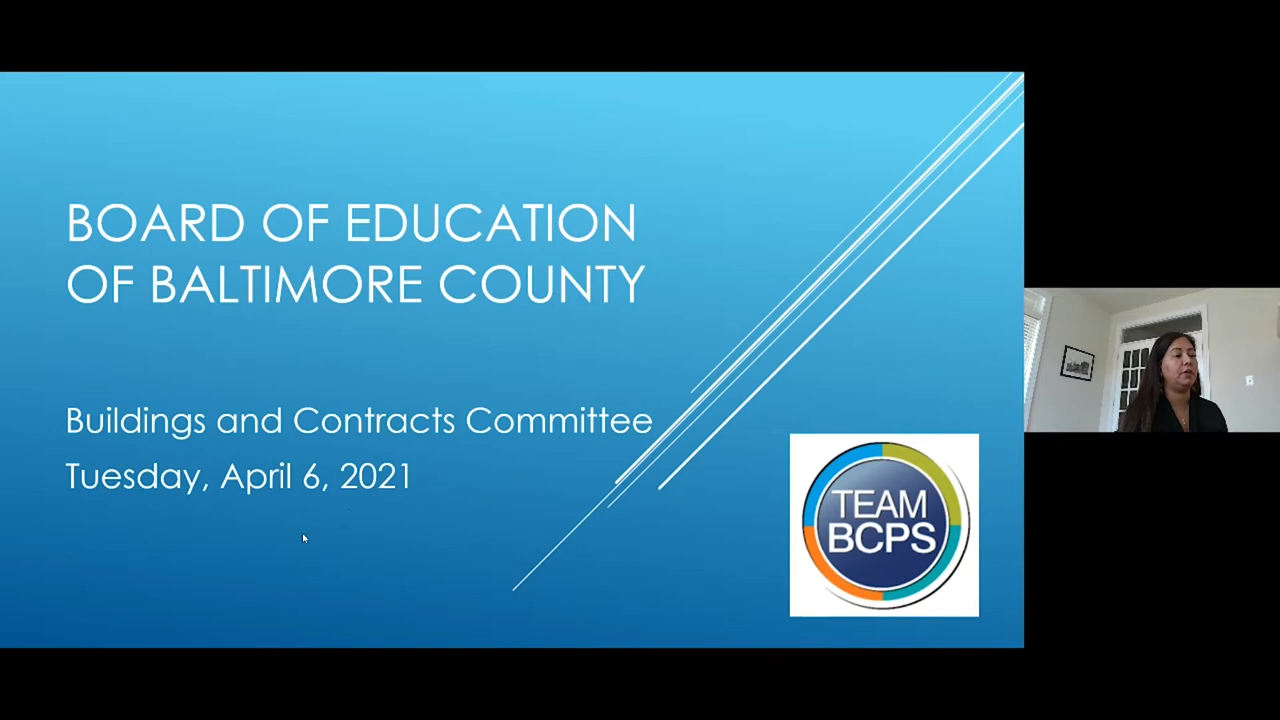 BOARD OF EDUCATION
OF BALTIMORE COUNTY
Buildings and Contracts Committee
Tuesday, April 6, 2021
TEAM
BCPS